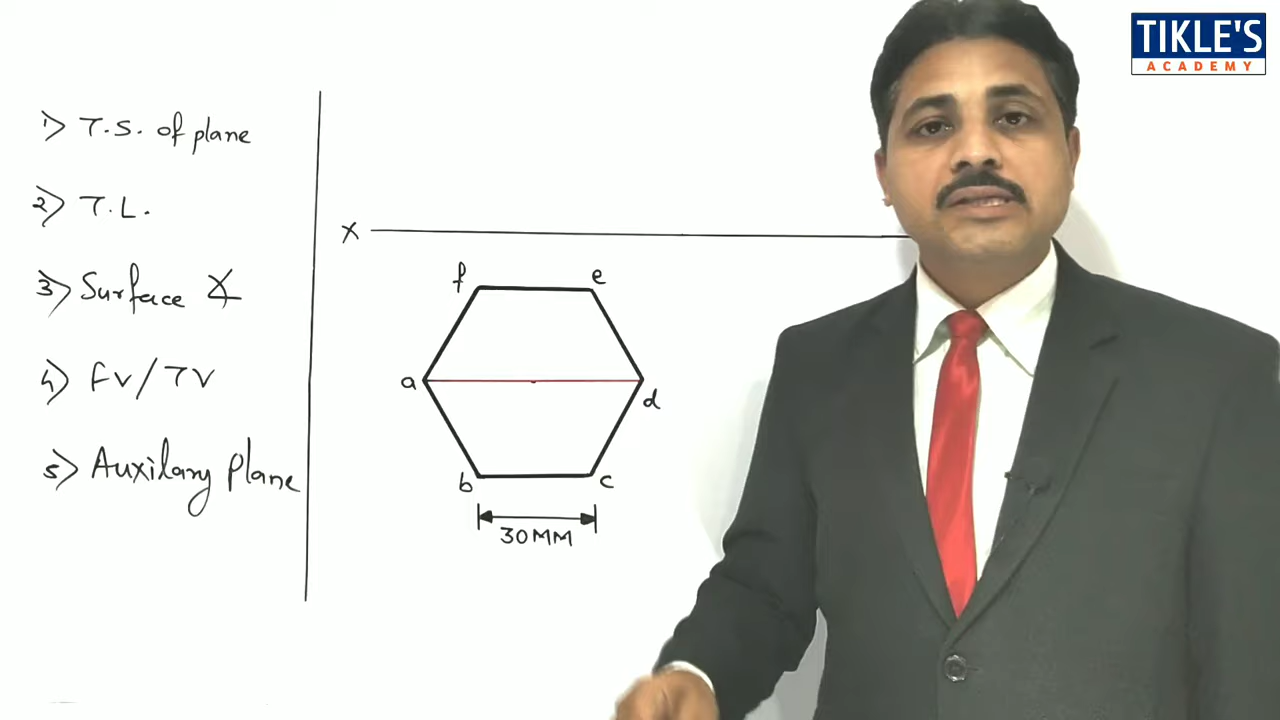 TIKLE'S
ACADEMY
1) T.S. of plane
2) T.L.
3) Surface ∡
4) FV/TV
5) Auxilary Plane
X
f
e
a
d
b
c
30MM